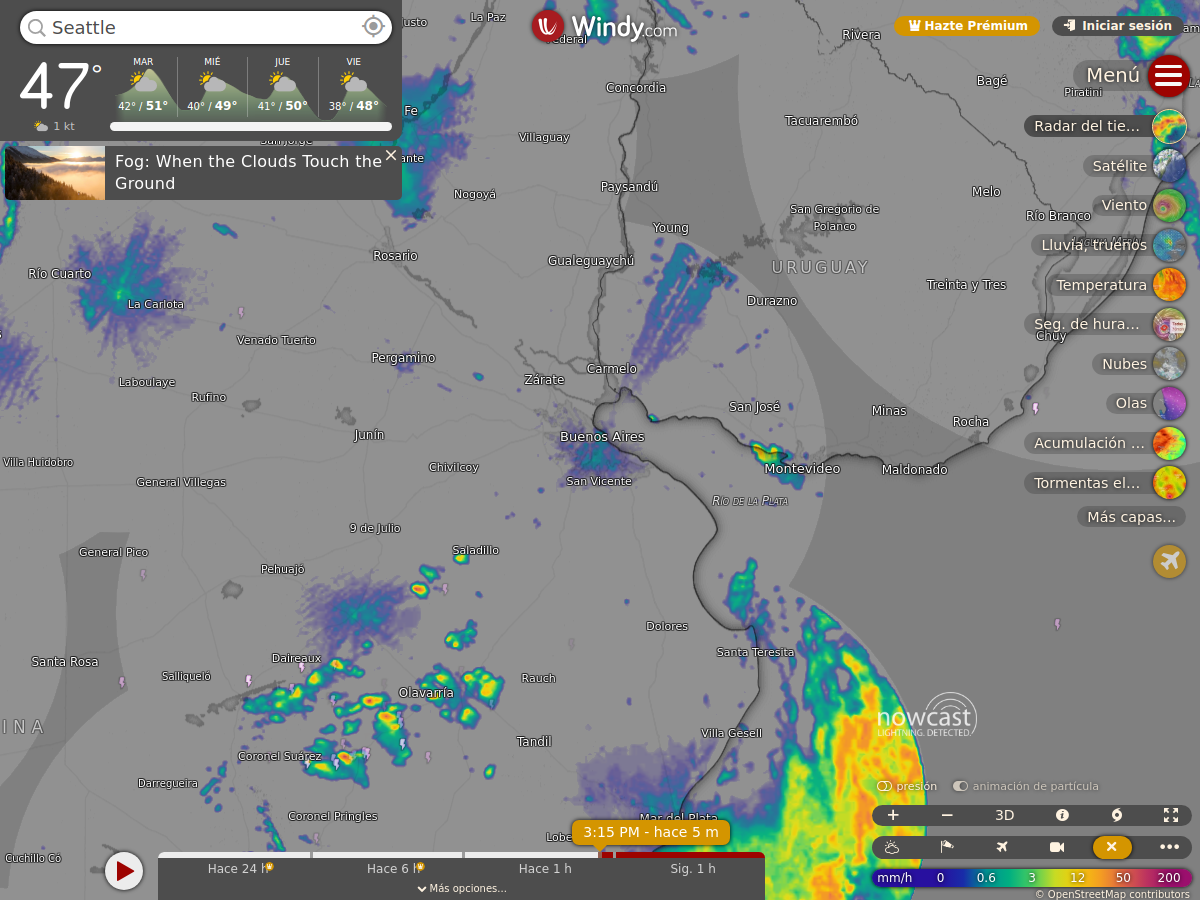 Seattle
47°
MAR
MIÉ
JUE
VIE
42° / 51°
40° / 49°
41° / 50°
38° / 48°
1 kt
Fog: When the Clouds Touch the
Ground
Windy.com
Hazte Prémium
Iniciar sesión
Menú
Radar del tie...
Satélite
Viento
Lluvia, truenos
Temperatura
Seg. de hura...
Nubes
Olas
Acumulación ...
Tormentas el...
Más capas...
La Paz
Rivera
Concordia
Bagé
Piratini
Fe
Tacuarembó
Villaguay
Nogoyá
Paysandú
Melo
San Gregorio de
Polanco
Río Branco
Young
Rosario
Gualeguaychú
URUGUAY
Río Cuarto
La Carlota
Durazno
Treinta y Tres
Venado Tuerto
Chuy
Pergamino
Carmelo
Zárate
Laboulaye
Rufino
San José
Minas
Rocha
Junín
Buenos Aires
Villa Huidobro
Chivilcoy
Montevideo
Maldonado
General Villegas
San Vicente
Río de la Plata
9 de Julio
General Pico
Saladillo
Pehuajó
Dolores
Santa Rosa
Daireaux
Santa Teresita
Salliqueló
Olavarría
Rauch
INA
Villa Gesell
Tandil
Coronel Suárez
Darregueira
Coronel Pringles
Mar del Plata
Lobe
Cuchillo Có
nowcast
LIGHTNING. DETECTED.
presión
animación de partícula
3D
3:15 PM - hace 5 m
Hace 24 h
Hace 6 h
Hace 1 h
Sig. 1 h
Más opciones...
mm/h 0 0.6 3 12 50 200
© OpenStreetMap contributors